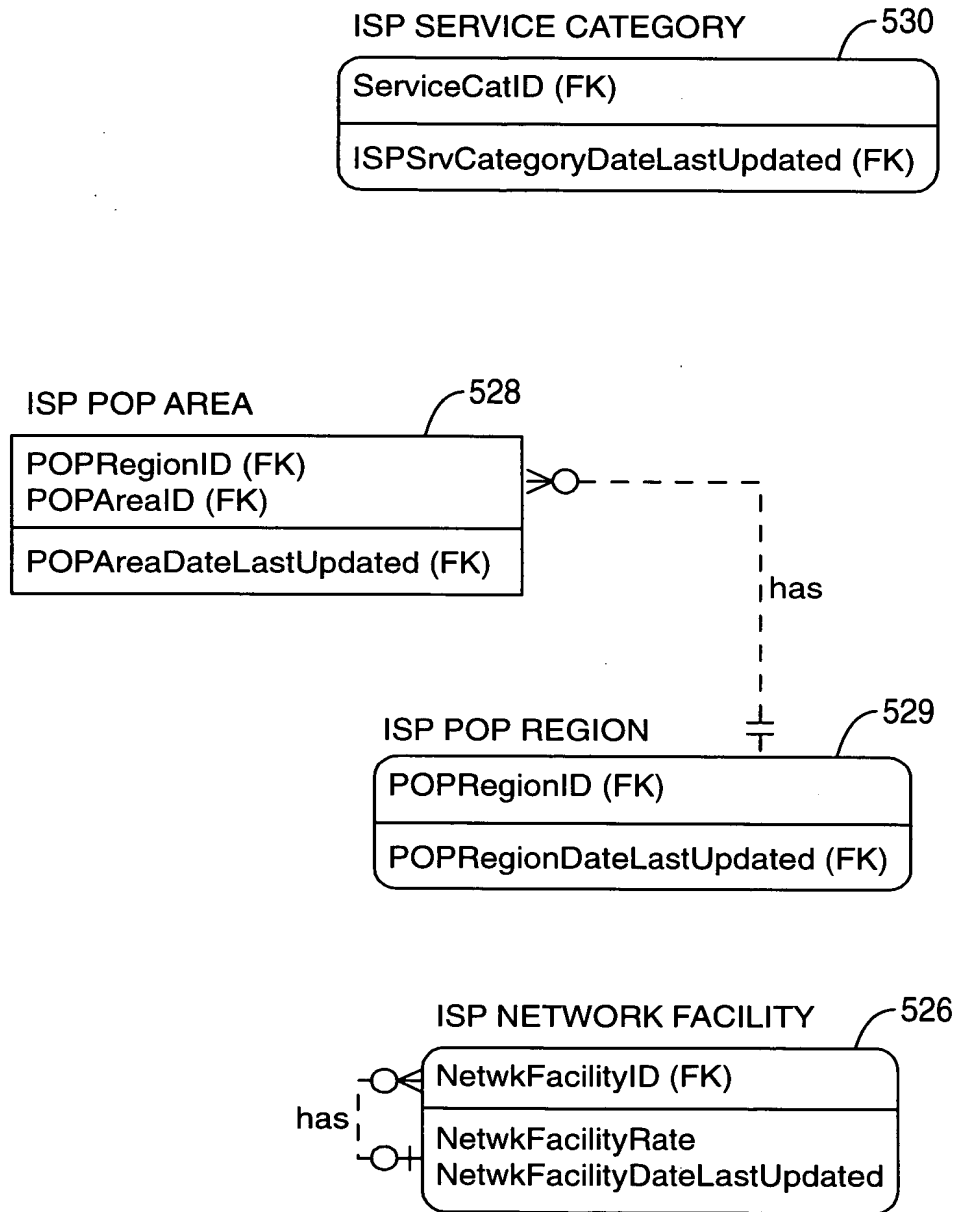 ISP SERVICE CATEGORY
530
ServiceCatID (FK)
ISPSrvCategoryDateLastUpdated (FK)
ISP POP AREA
528
POPRegionID (FK)
POPAreaID (FK)
POPAreaDateLastUpdated (FK)
has
ISP POP REGION
529
POPRegionID (FK)
POPRegionDateLastUpdated (FK)
ISP NETWORK FACILITY
526
NetwkFacilityID (FK)
has
NetwkFacilityRate
NetwkFacilityDateLastUpdated